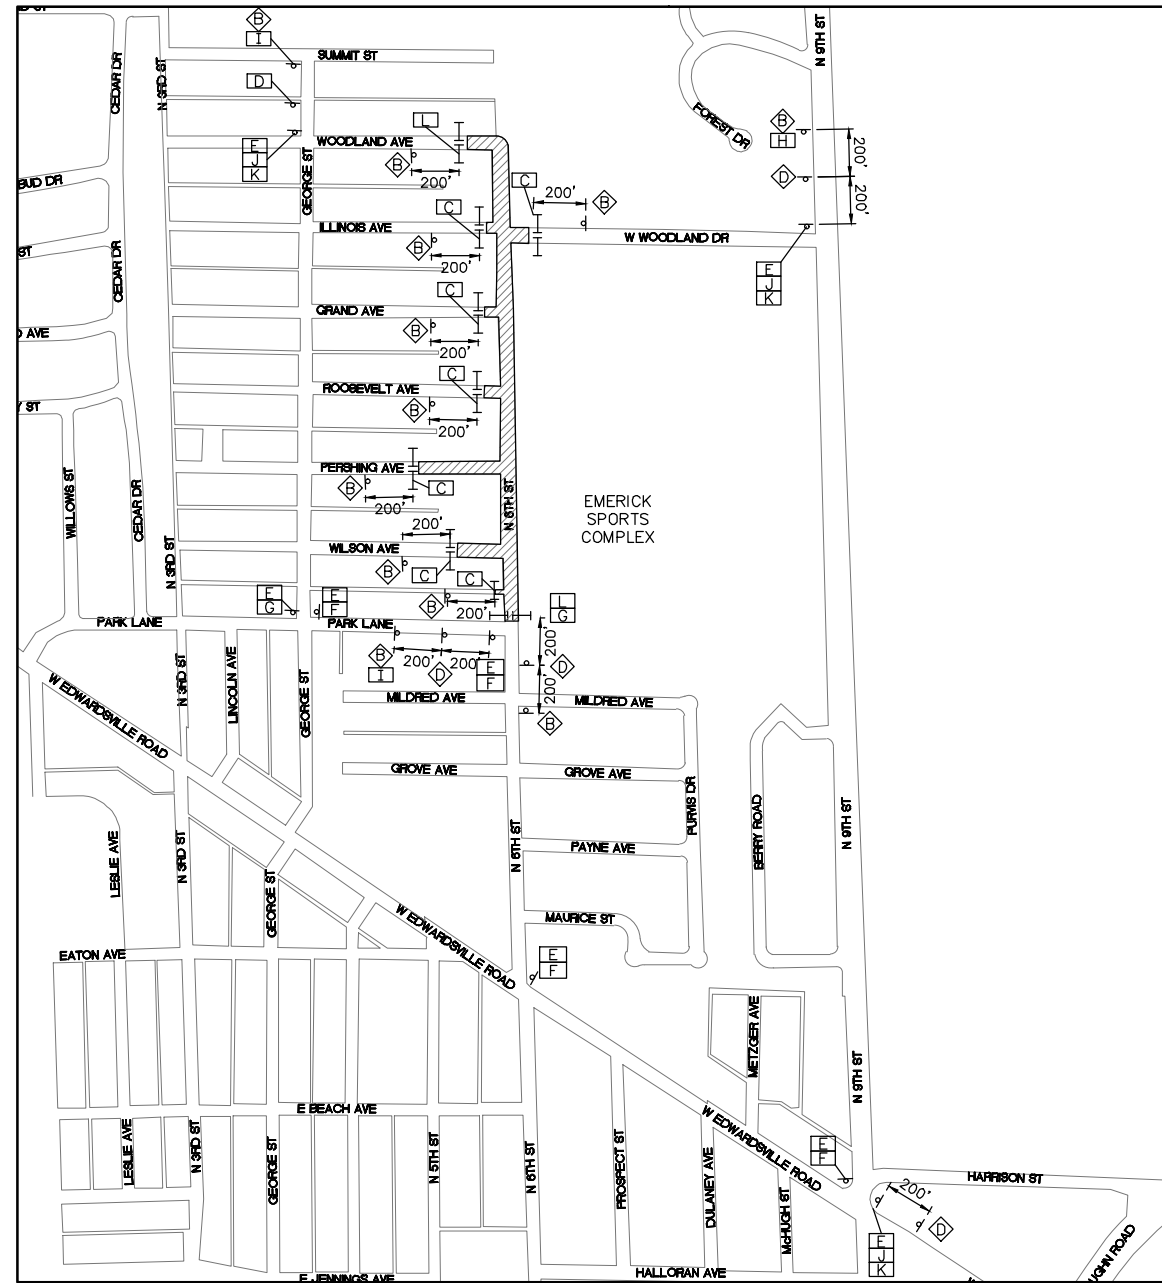 B
I
SUMMIT ST
CEDAR DR
N 3RD ST
N 9TH ST
D
FOREST DR
B
H
200'
L
WOODLAND AVE
E
J
K
B
200'
GEORGE ST
D
200'
C
200'
B
BUD DR
C
ILLINOIS AVE
B
200'
W WOODLAND DR
ST
CEDAR DR
E
J
K
C
GRAND AVE
B
200'
AVE
C
ROOSEVELT AVE
B
200'
Y ST
PERSHING AVE
B
C
200'
N 6TH ST
EMERICK
SPORTS
COMPLEX
WILLOWS ST
CEDAR DR
200'
WILSON AVE
B
C
C
N 3RD ST
E
G
E
F
B
200'
L
G
PARK LANE
PARK LANE
200'
B
I
200'
200'
D
E
F
D
200'
B
N 3RD ST
LINCOLN AVE
GEORGE ST
MILDRED AVE
MILDRED AVE
W EDWARDSVILLE ROAD
GROVE AVE
GROVE AVE
PURVIS DR
BERRY ROAD
N 9TH ST
LESLIE AVE
N 3RD ST
N 6TH ST
PAYNE AVE
GEORGE ST
W EDWARDSVILLE ROAD
MAURICE ST
EATON AVE
E
F
METZGER AVE
N 9TH ST
E BEACH AVE
LESLIE AVE
N 3RD ST
GEORGE ST
N 5TH ST
N 6TH ST
PROSPECT ST
DULANEY AVE
W EDWARDSVILLE ROAD
McHUGH ST
E
F
HARRISON ST
200'
D
E
J
K
E JENNINGS AVE
HALLORAN AVE
UGHN ROAD